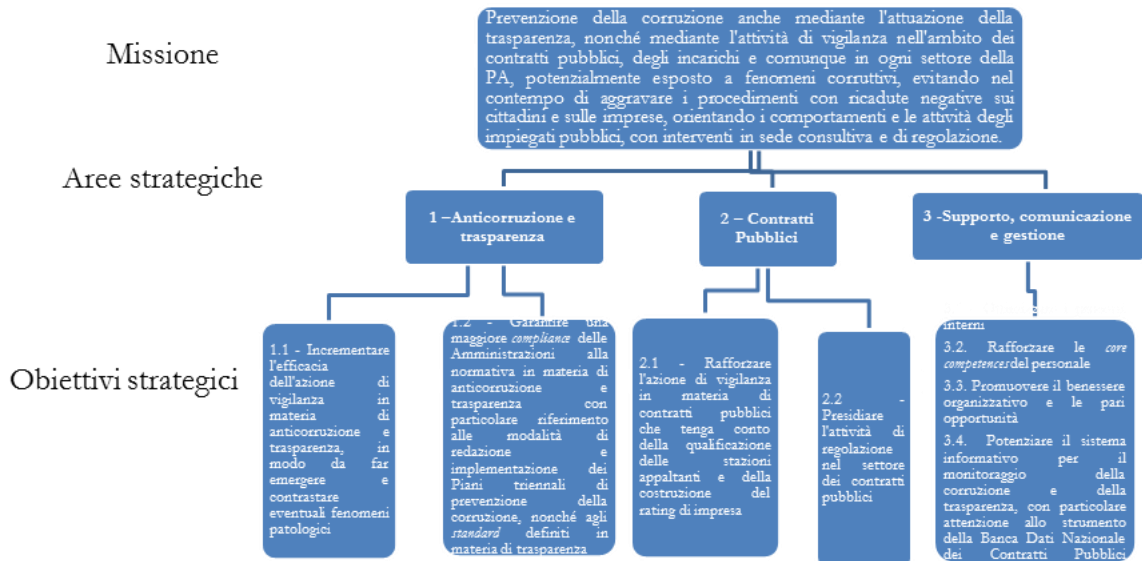 Missione
Prevenzione della corruzione anche mediante l'attuazione della
trasparenza, nonché mediante l'attività di vigilanza nell'ambito dei
contratti pubblici, degli incarichi e comunque in ogni settore della
PA, potenzialmente esposto a fenomeni corruttivi, evitando nel
contempo di aggravare i procedimenti con ricadute negative sui
cittadini e sulle imprese, orientando i comportamenti e le attività degli
impiegati pubblici, con interventi in sede consultiva e di regolazione.
Aree strategiche
1 –Anticorruzione e
trasparenza
2 – Contratti
Pubblici
3 -Supporto, comunicazione
e gestione
Obiettivi strategici
1.1 - Incrementare
l'efficacia
dell'azione di
vigilanza in
materia di
anticorruzione e
trasparenza, in
modo da far
emergere e
contrastare
eventuali fenomeni
patologici
1.2 - Garantire una
maggiore compliance delle
Amministrazioni alla
normativa in materia di
anticorruzione e
trasparenza con
particolare riferimento
alle modalità di
redazione e
implementazione dei
Piani triennali di
prevenzione della
corruzione, nonché agli
standard definiti in
materia di trasparenza
2.1 - Rafforzare
l'azione di vigilanza
in materia di
contratti pubblici
che tenga conto
della qualificazione
delle stazioni
appaltanti e della
costruzione del
rating di impresa
2.2 -
Presidiare
l'attività di
regolazione
nel settore
dei contratti
pubblici
interni
3.2. Rafforzare le core
competences del personale
3.3. Promuovere il benessere
organizzativo e le pari
opportunità
3.4. Potenziare il sistema
informativo per il
monitoraggio della
corruzione e della
trasparenza, con particolare
attenzione allo strumento
della Banca Dati Nazionale
dei Contratti Pubblici